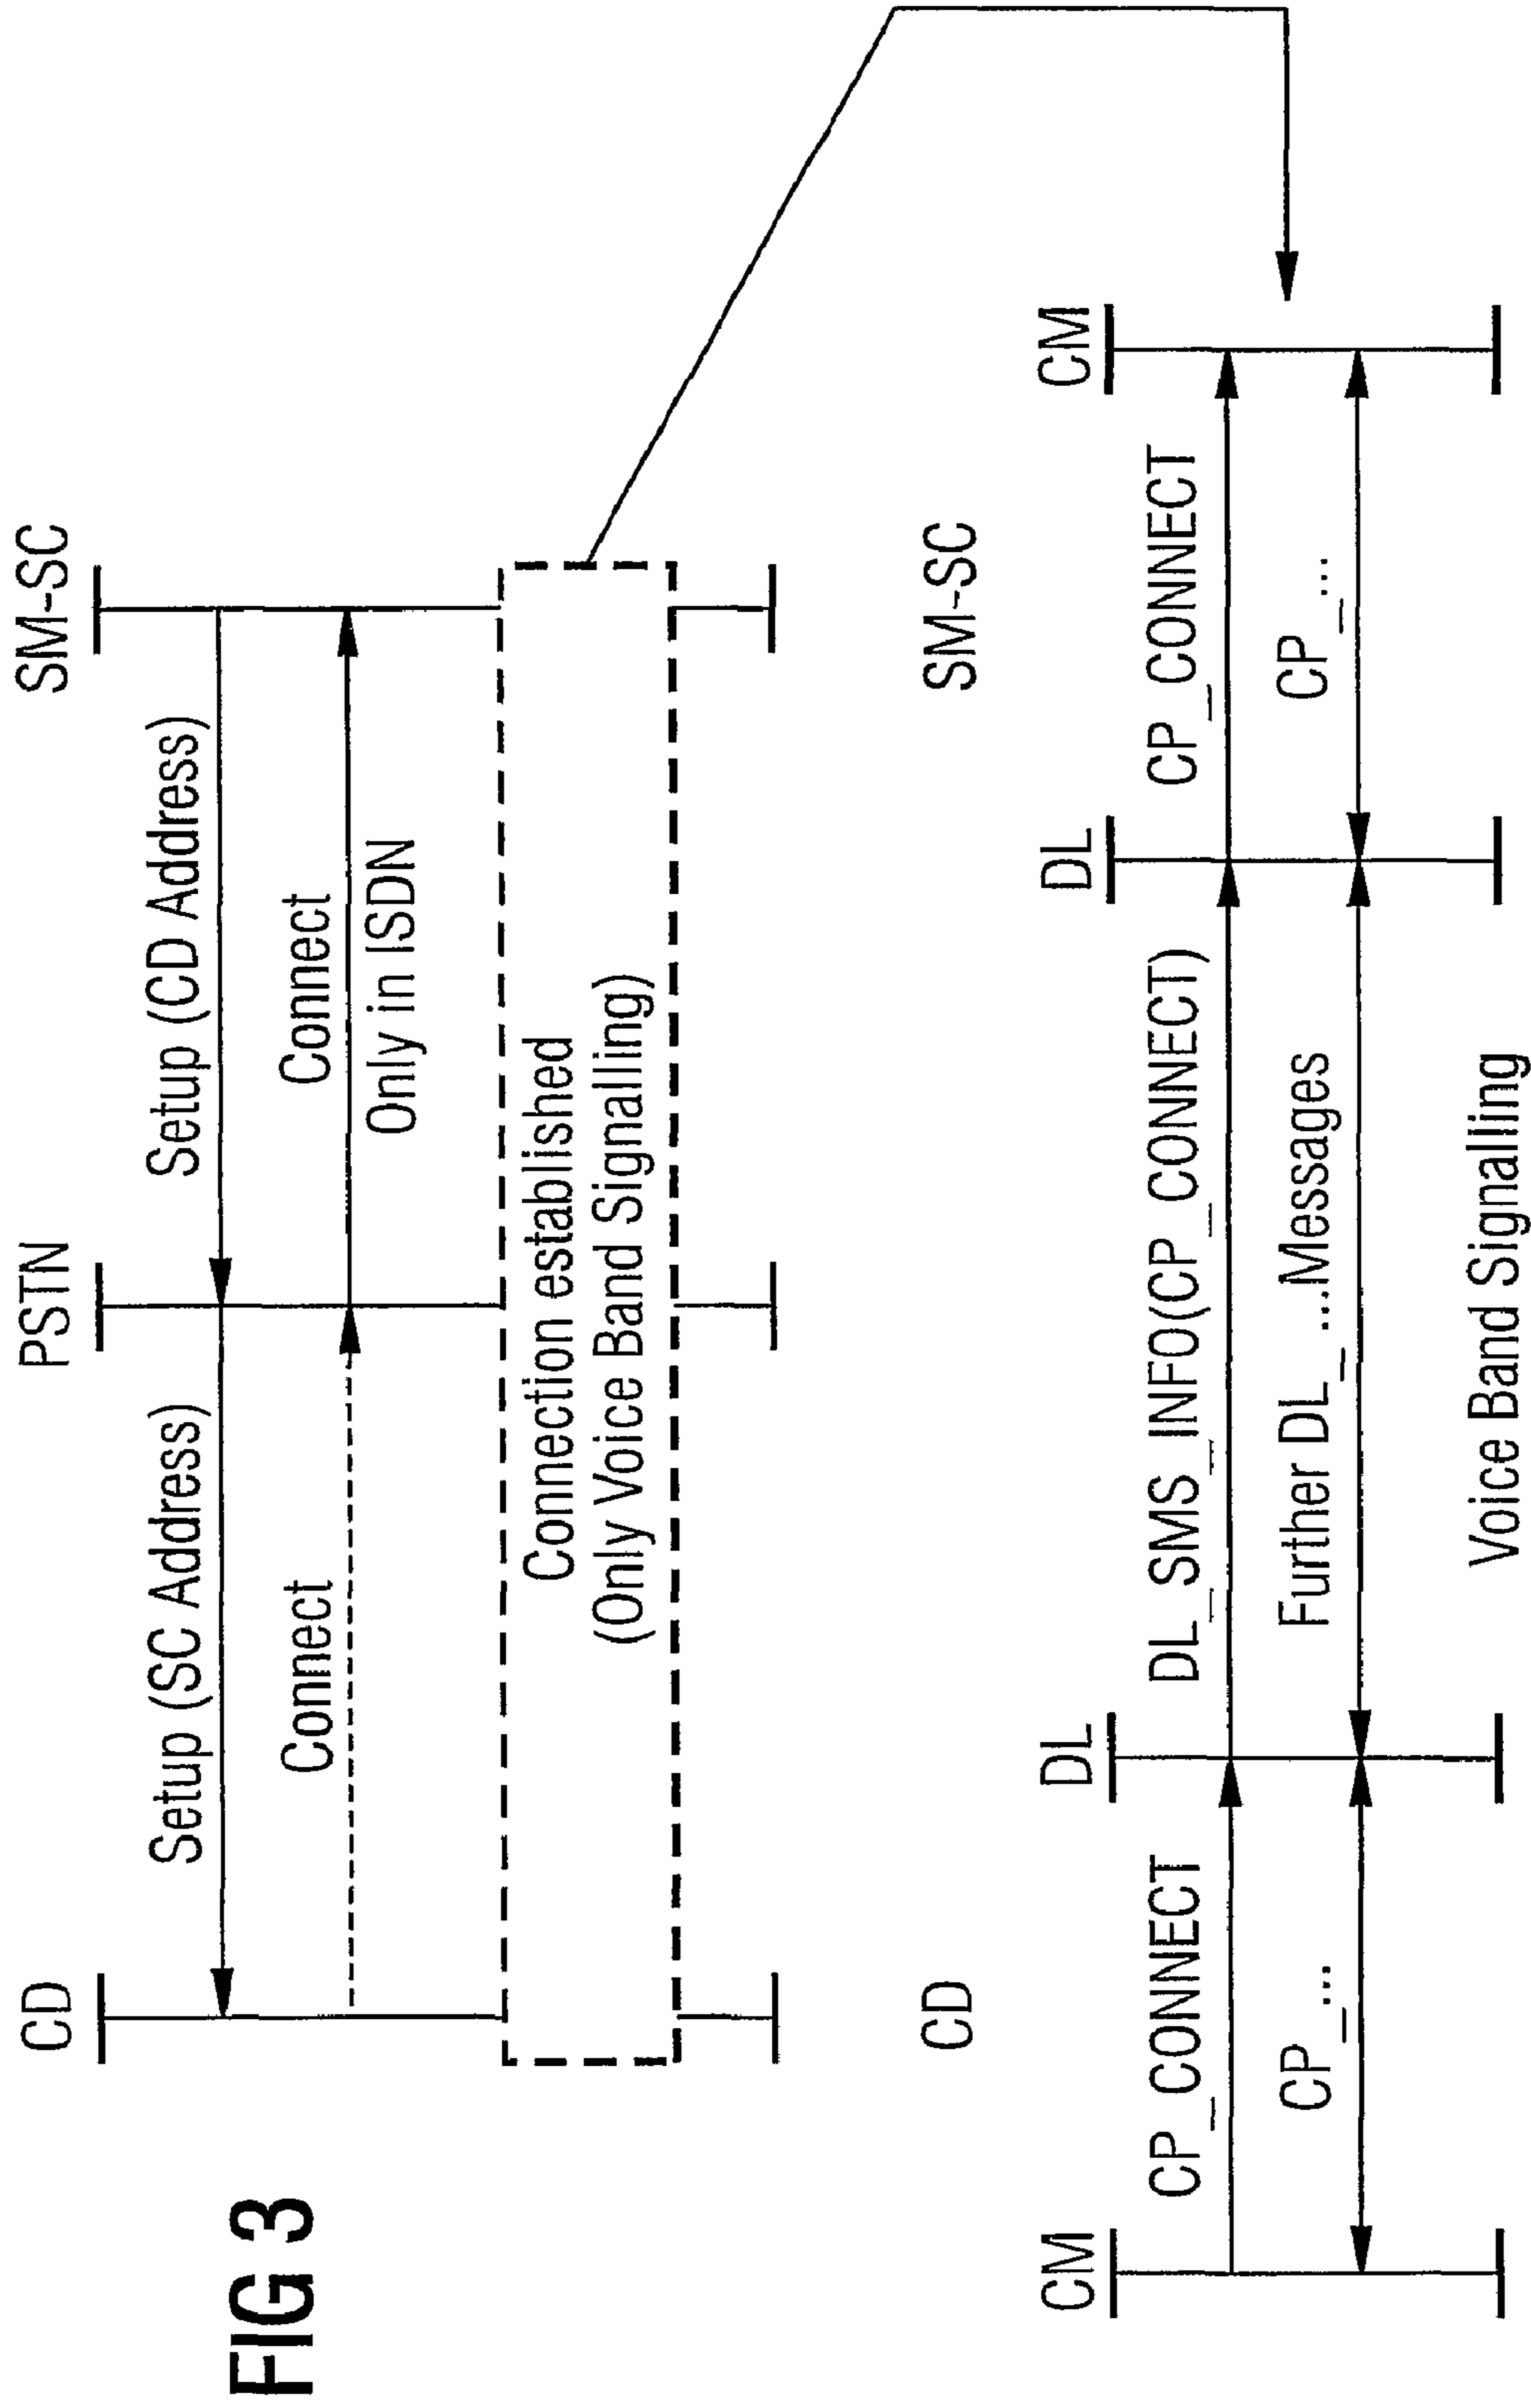 FIG 3
CD
PSTN
SM-SC
Setup (SC Address)
Setup (CD Address)
Connect
Connect
Only in ISDN
Connection established
(Only Voice Band Signalling)
CD
SM-SC
CM
DL
DL
CM
CP_CONNECT
DL_SMS_INFO(CP_CONNECT)
CP_CONNECT
CP_...
Further DL_...Messages
CP_...
Voice Band Signalling